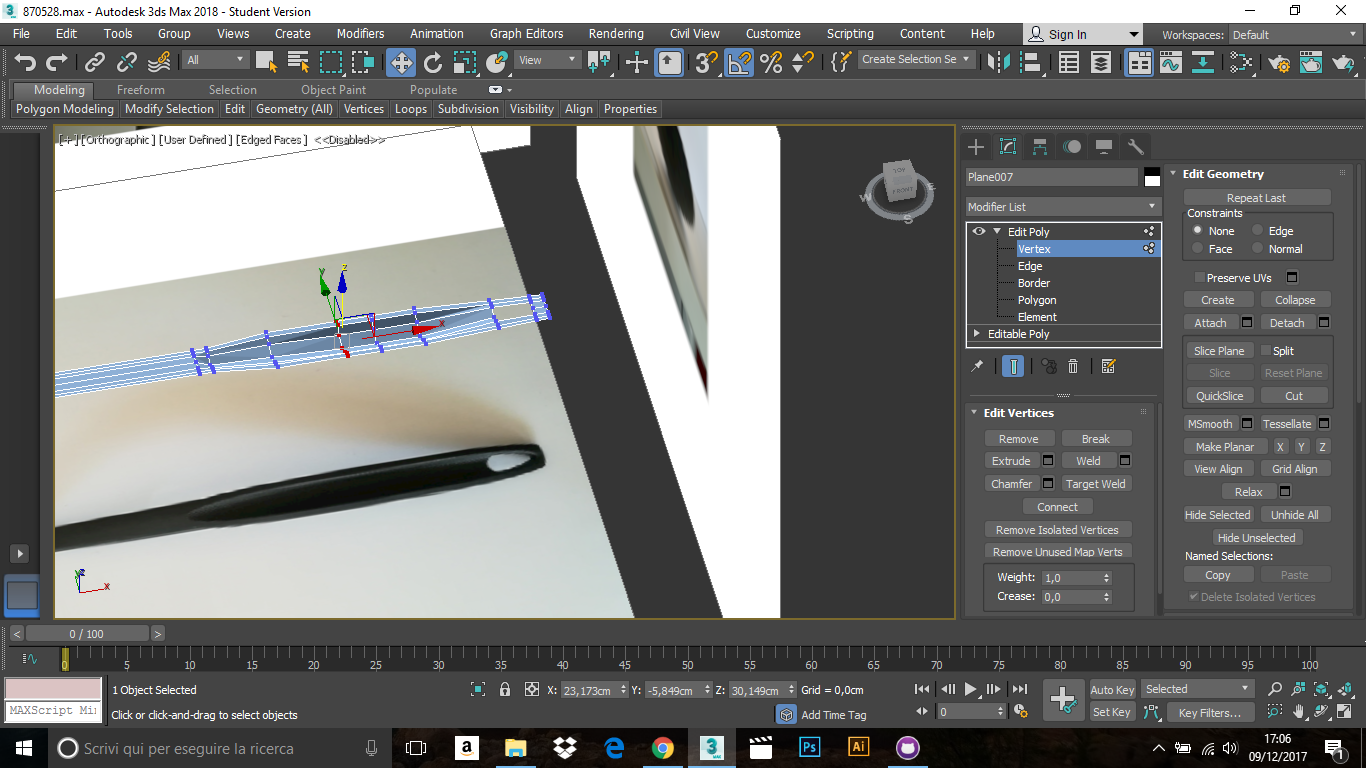 870528.max - Autodesk 3ds Max 2018 - Student Version
File Edit Tools Group Views Create Modifiers Animation Graph Editors Rendering Civil View Customize Scripting Content Help Sign In Workspaces: Default
All View Create Selection Se
Modeling Freeform Selection Object Paint Populate
Polygon Modeling Modify Selection Edit Geometry (All) Vertices Loops Subdivision Visibility Align Properties
[+] [Orthographic ] [User Defined ] [Edged Faces ] <<Disabled>>
TOP
FRONT
W E
S
z
y
x
x
Plane007
Modifier List
Edit Poly
Vertex
Edge
Border
Polygon
Element
Editable Poly
Edit Vertices
Remove Break
Extrude Weld
Chamfer Target Weld
Connect
Remove Isolated Vertices
Remove Unused Map Verts
Weight: 1,0
Crease: 0,0
Edit Geometry
Repeat Last
Constraints
None Edge
Face Normal
Preserve UVs
Create Collapse
Attach Detach
Slice Plane Split
Slice Reset Plane
QuickSlice Cut
MSmooth Tessellate
Make Planar X Y Z
View Align Grid Align
Relax
Hide Selected Unhide All
Hide Unselected
Named Selections:
Copy Paste
Delete Isolated Vertices
< 0 / 100 >
0 5 10 15 20 25 30 35 40 45 50 55 60 65 70 75 80 85 90 95 100
1 Object Selected X: 23,173cm Y: -5,849cm Z: 30,149cm Grid = 0,0cm Auto Key Selected
MAXScript Min Click or click-and-drag to select objects Add Time Tag 0 Set Key Key Filters...
Scrivi qui per eseguire la ricerca
a
3
MAX
Ps
Ai
17:06
09/12/2017
1